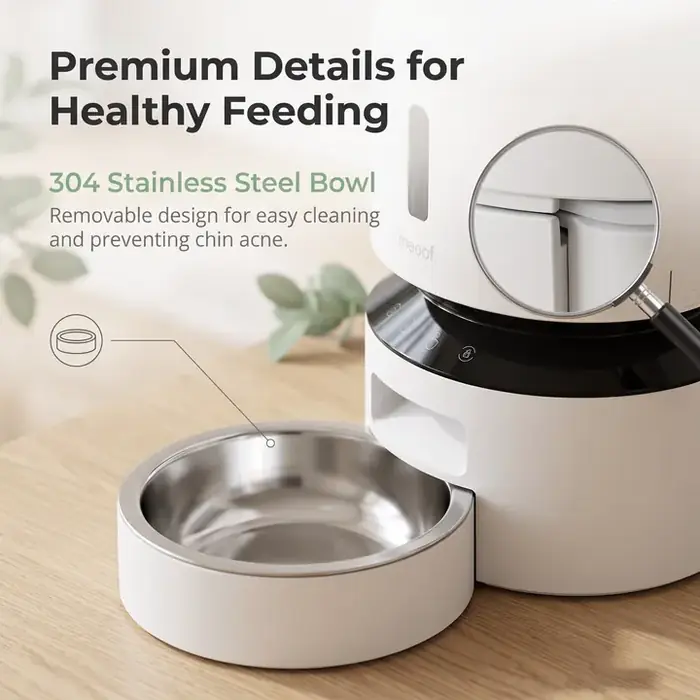 Premium Details for
Healthy Feeding
304 Stainless Steel Bowl
Removable design for easy cleaning
and preventing chin acne.